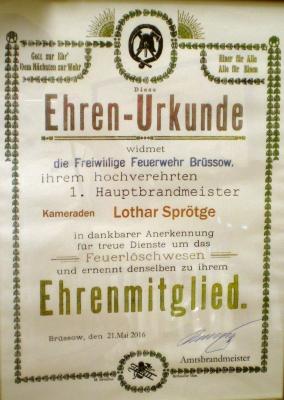 Gott zur Ehr'
Dem Nächsten zur Wehr
Einer für Alle
Alle für Einen
Diese
Ehren-Urkunde
widmet
die Freiwillige Feuerwehr Brüssow,
ihrem hochverehrten
1. Hauptbrandmeister
Kameraden Lothar Sprötge
in dankbarer Anerkennung
für treue Dienste um das
Feuerlöschwesen
und ernennt denselben zu ihrem
Ehrenmitglied.
Brüssow, den 21.Mai 2016
Amtsbrandmeister